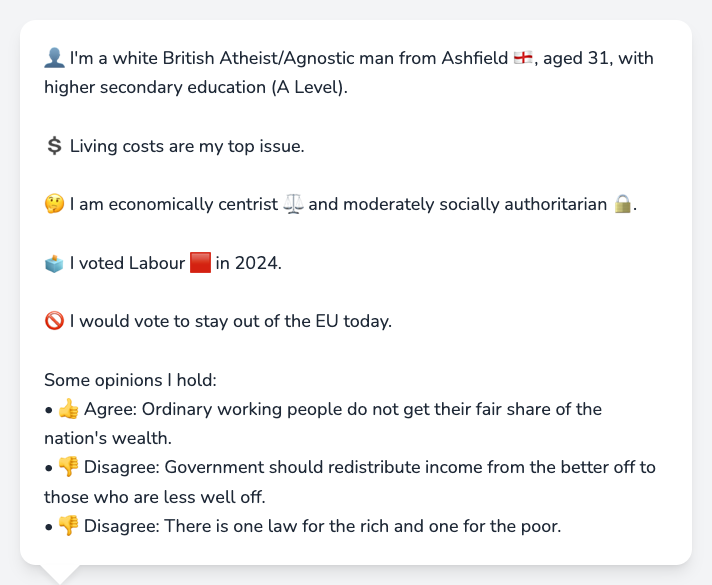 👤 I'm a white British Atheist/Agnostic man from Ashfield 🏴󠁧󠁢󠁥󠁮󠁧󠁿, aged 31, with
higher secondary education (A Level).
💲 Living costs are my top issue.
🤔 I am economically centrist ⚖️ and moderately socially authoritarian 🔒.
🗳️ I voted Labour 🟥 in 2024.
🚫 I would vote to stay out of the EU today.
Some opinions I hold:
• 👍 Agree: Ordinary working people do not get their fair share of the
nation's wealth.
• 👎 Disagree: Government should redistribute income from the better off to
those who are less well off.
• 👎 Disagree: There is one law for the rich and one for the poor.